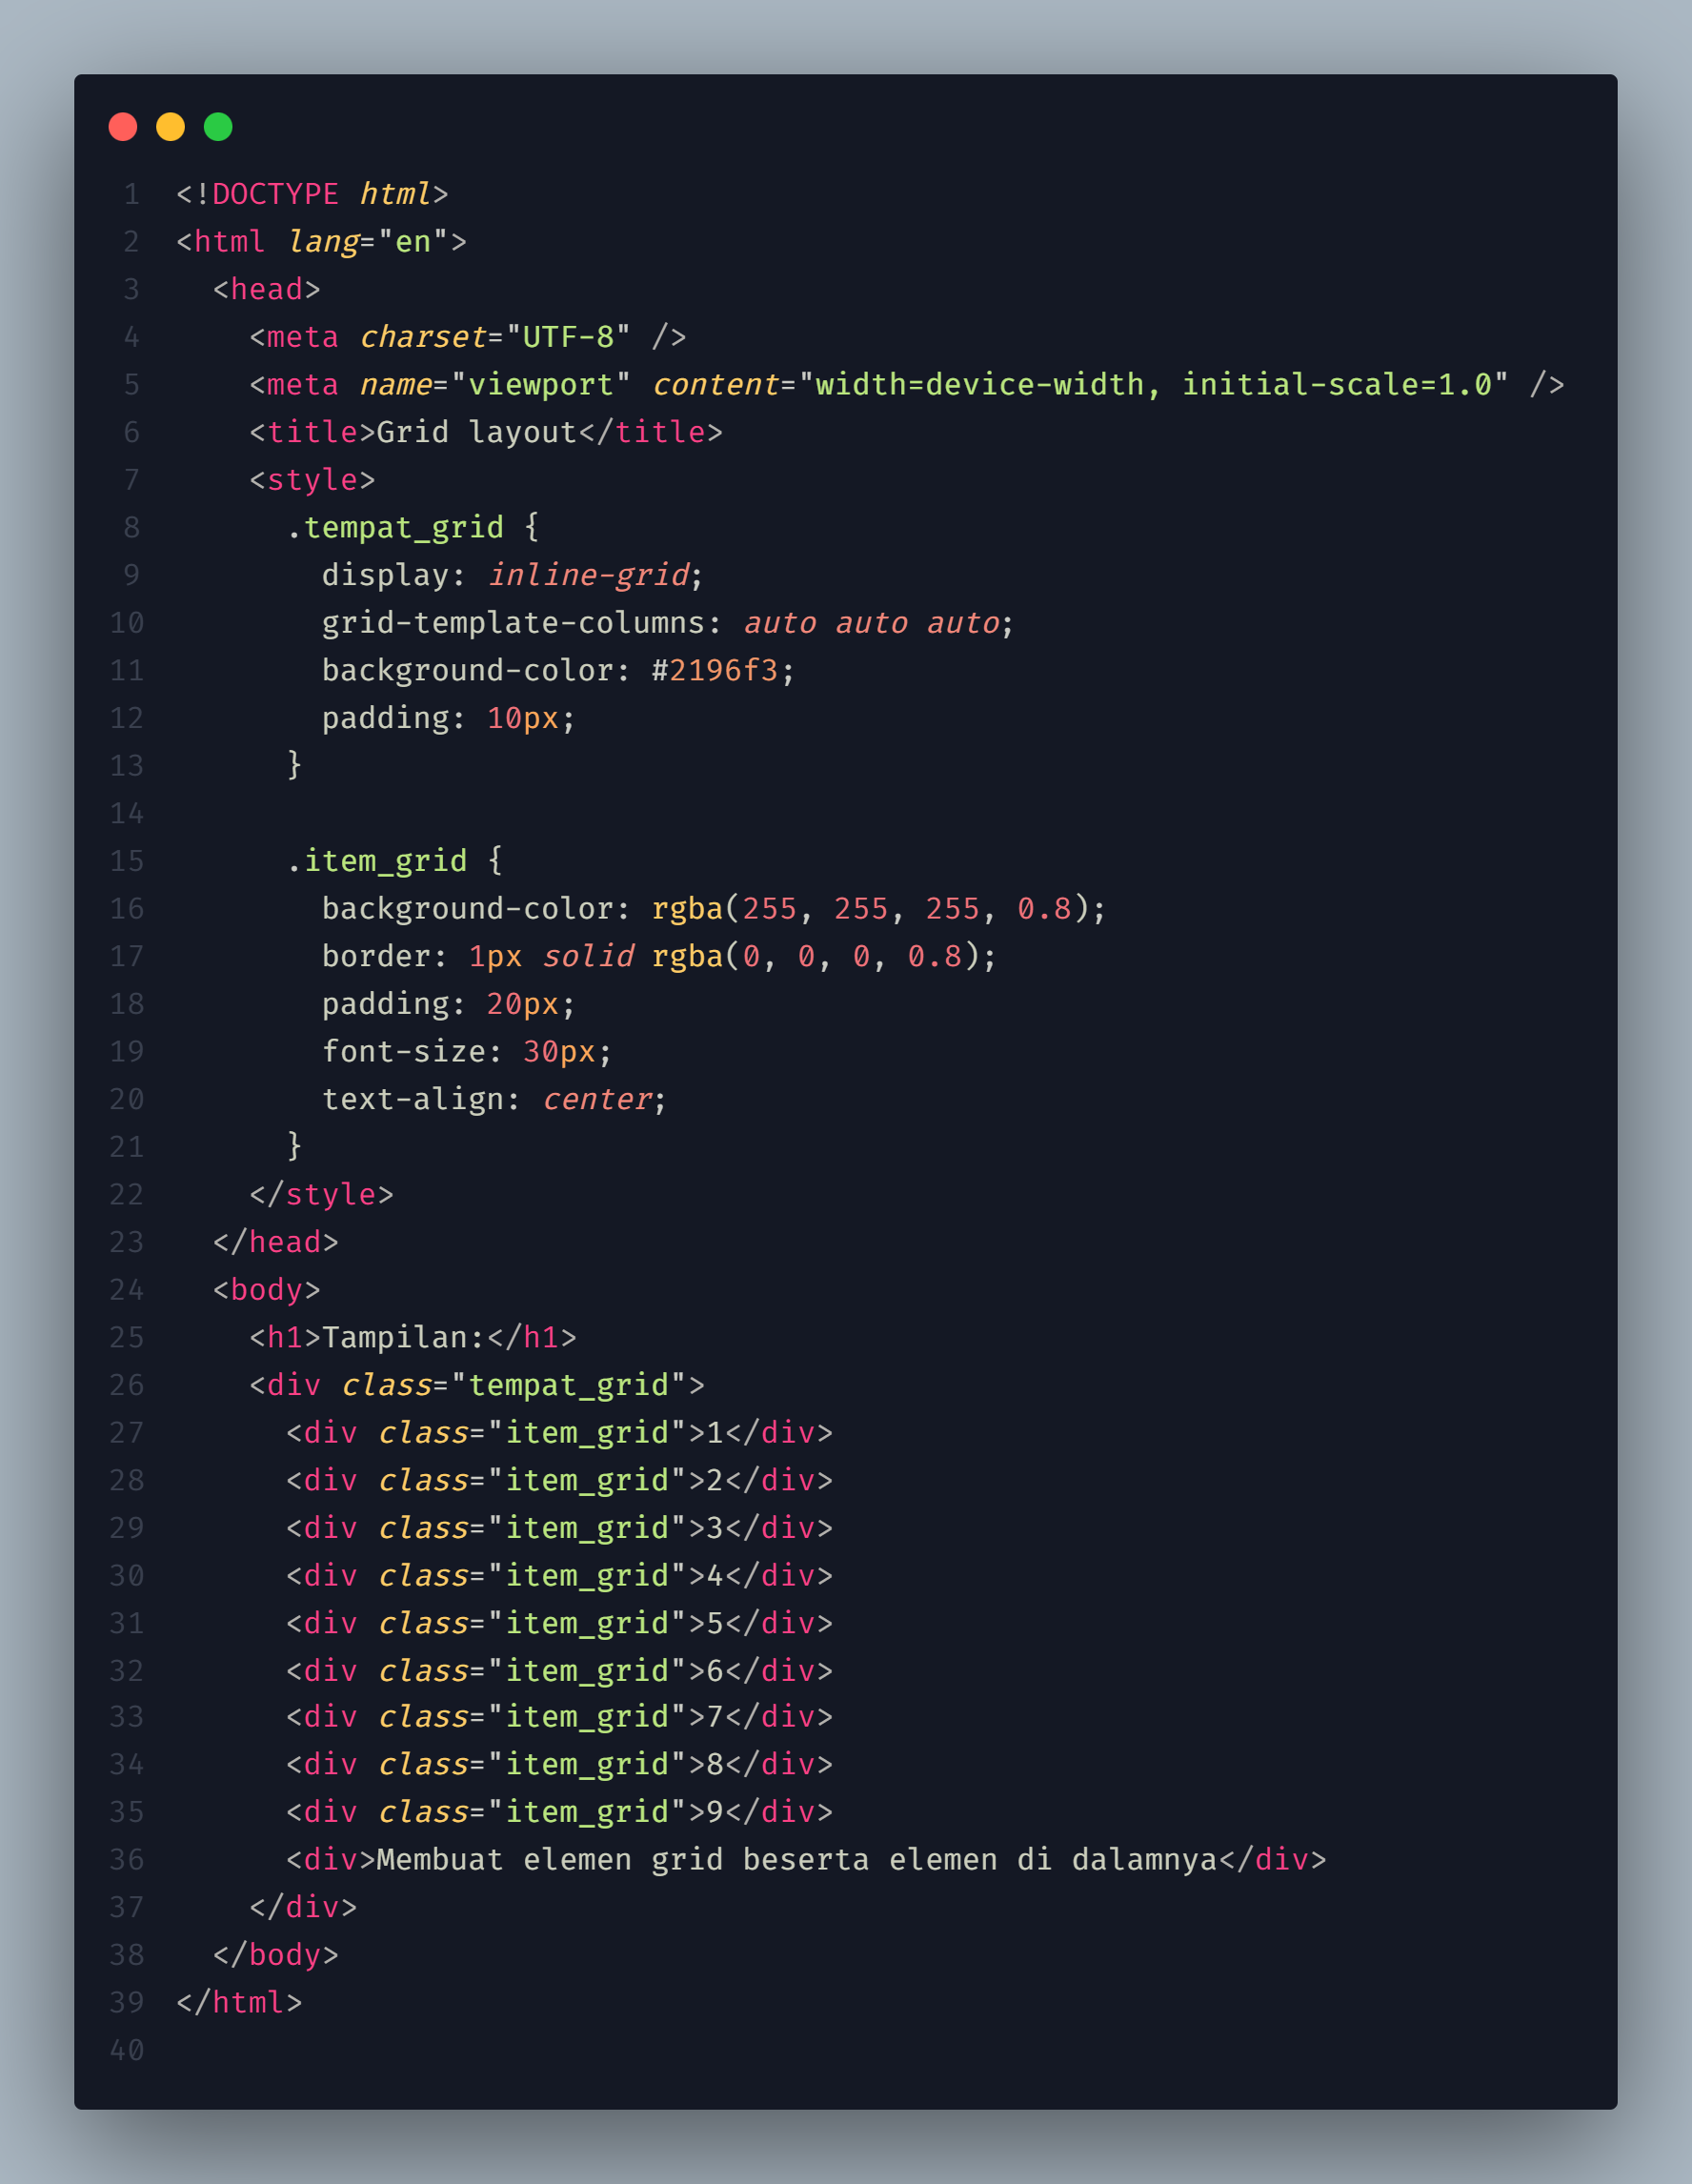 1 <!DOCTYPE html>
2 <html lang="en">
3   <head>
4     <meta charset="UTF-8" />
5     <meta name="viewport" content="width=device-width, initial-scale=1.0" />
6     <title>Grid layout</title>
7     <style>
8       .tempat_grid {
9         display: inline-grid;
10         grid-template-columns: auto auto auto;
11         background-color: #2196f3;
12         padding: 10px;
13       }
14
15       .item_grid {
16         background-color: rgba(255, 255, 255, 0.8);
17         border: 1px solid rgba(0, 0, 0, 0.8);
18         padding: 20px;
19         font-size: 30px;
20         text-align: center;
21       }
22     </style>
23   </head>
24   <body>
25     <h1>Tampilan:</h1>
26     <div class="tempat_grid">
27       <div class="item_grid">1</div>
28       <div class="item_grid">2</div>
29       <div class="item_grid">3</div>
30       <div class="item_grid">4</div>
31       <div class="item_grid">5</div>
32       <div class="item_grid">6</div>
33       <div class="item_grid">7</div>
34       <div class="item_grid">8</div>
35       <div class="item_grid">9</div>
36       <div>Membuat elemen grid beserta elemen di dalamnya</div>
37     </div>
38   </body>
39 </html>
40